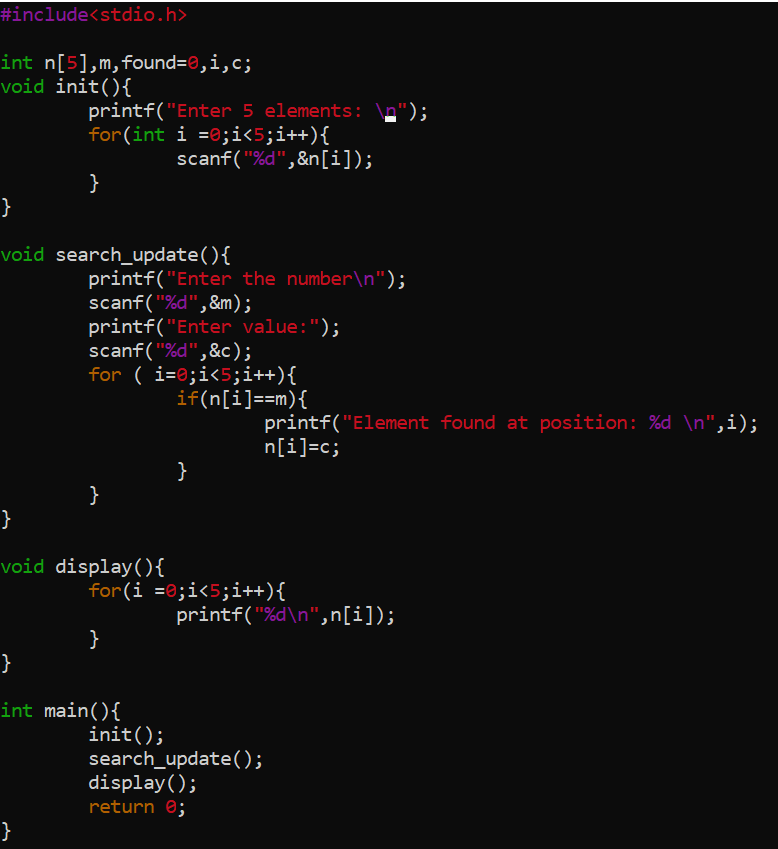 #include<stdio.h>
int n[5],m,found=0,i,c;
void init(){
        printf("Enter 5 elements: \n");
        for(int i =0;i<5;i++){
                scanf("%d",&n[i]);
        }
}
void search_update(){
        printf("Enter the number\n");
        scanf("%d",&m);
        printf("Enter value:");
        scanf("%d",&c);
        for ( i=0;i<5;i++){
                if(n[i]==m){
                        printf("Element found at position: %d \n",i);
                        n[i]=c;
                }
        }
}
void display(){
        for(i =0;i<5;i++){
                printf("%d\n",n[i]);
        }
}
int main(){
        init();
        search_update();
        display();
        return 0;
}